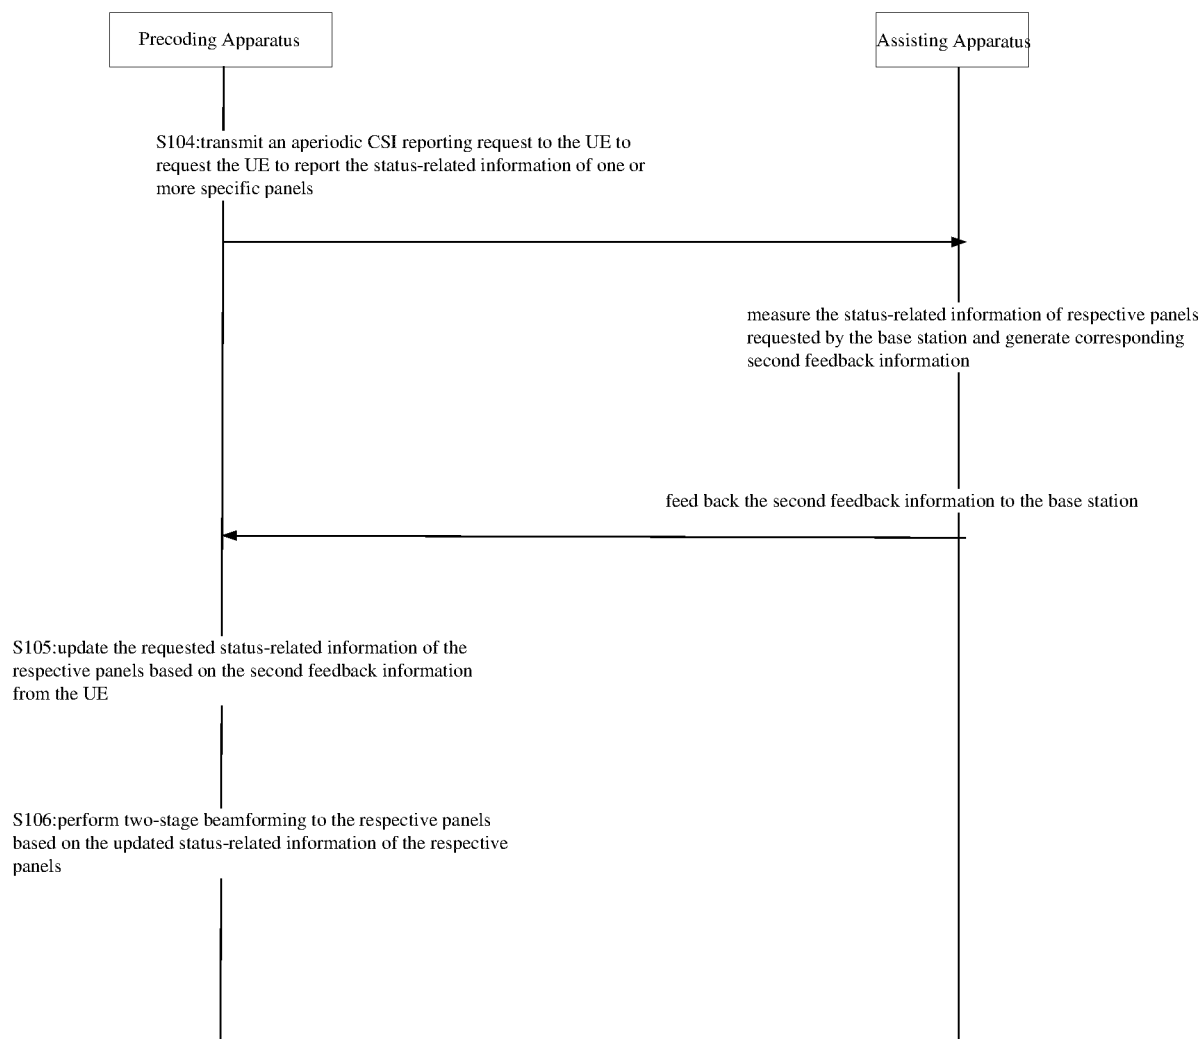 Precoding Apparatus
Assisting Apparatus
S104:transmit an aperiodic CSI reporting request to the UE to
request the UE to report the status-related information of one or
more specific panels
measure the status-related information of respective panels
requested by the base station and generate corresponding
second feedback information
feed back the second feedback information to the base station
S105:update the requested status-related information of the
respective panels based on the second feedback information
from the UE
S106:perform two-stage beamforming to the respective panels
based on the updated status-related information of the respective
panels